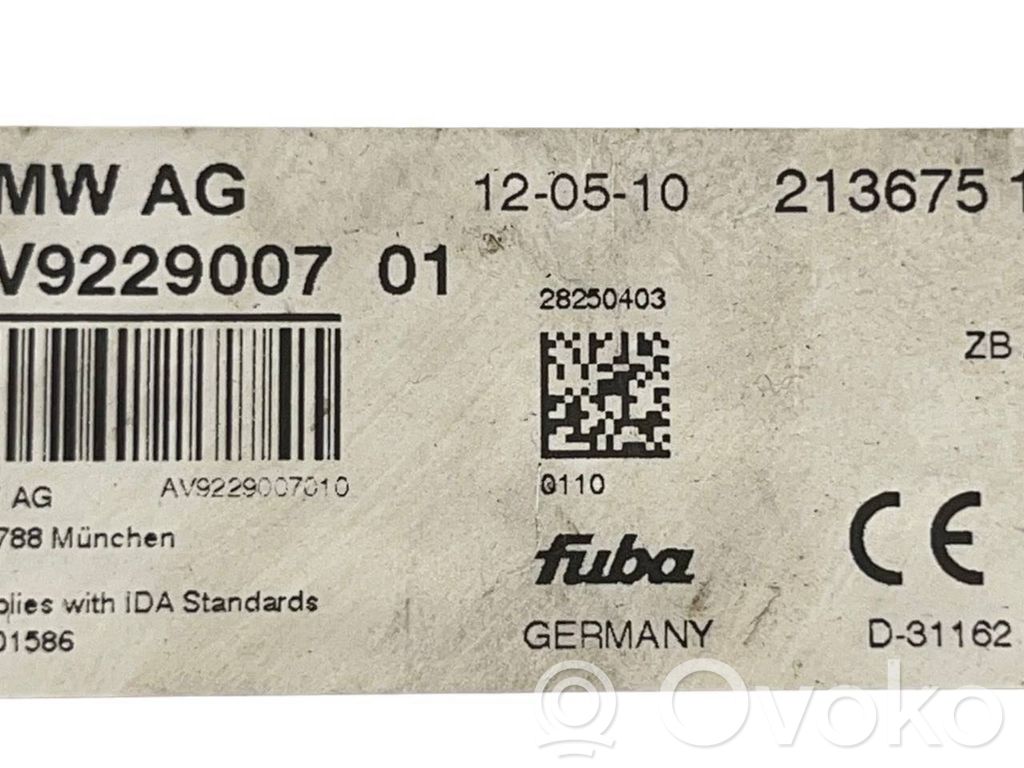 MW AG
12-05-10
213675 1
V9229007 01
28250403
ZB
AV9229007010
AG
0110
788 München
fuba
CE
plies with IDA Standards
01586
GERMANY
D-31162
Ovoko